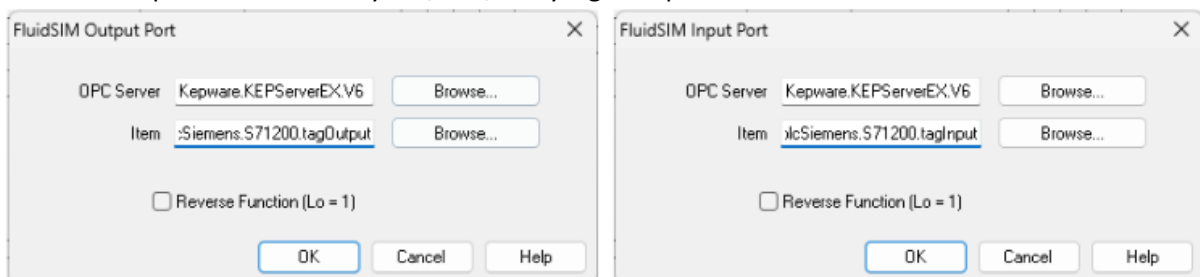 FluidSIM Output Port
OPC Server Kepware.KEPServerEX.V6 Browse...
Item :Siemens.S71200.tagOutput Browse...
Reverse Function (Lo = 1)
OK Cancel Help
FluidSIM Input Port
OPC Server Kepware.KEPServerEX.V6 Browse...
Item plcSiemens.S71200.tagInput Browse...
Reverse Function (Lo = 1)
OK Cancel Help